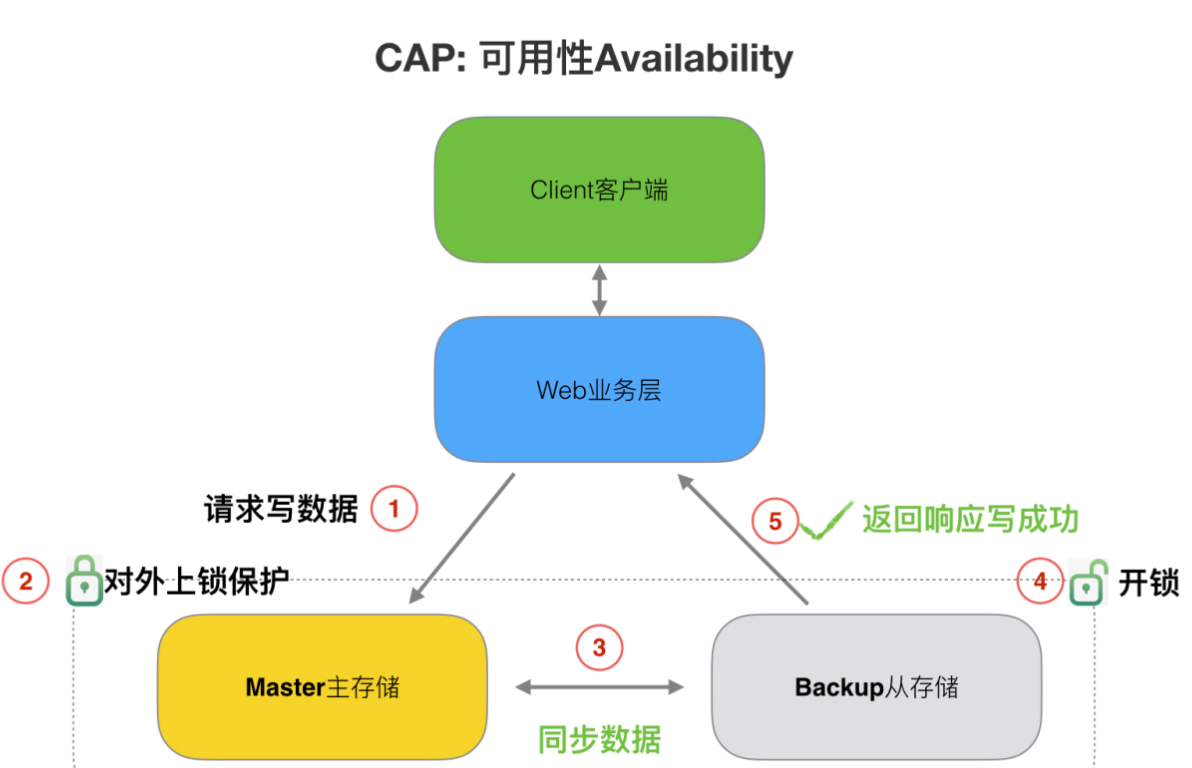 CAP: 可用性Availability
Client客户端
Web业务层
请求写数据 1
5 返回响应写成功
2 对外上锁保护
4 开锁
3
Master主存储
Backup从存储
同步数据